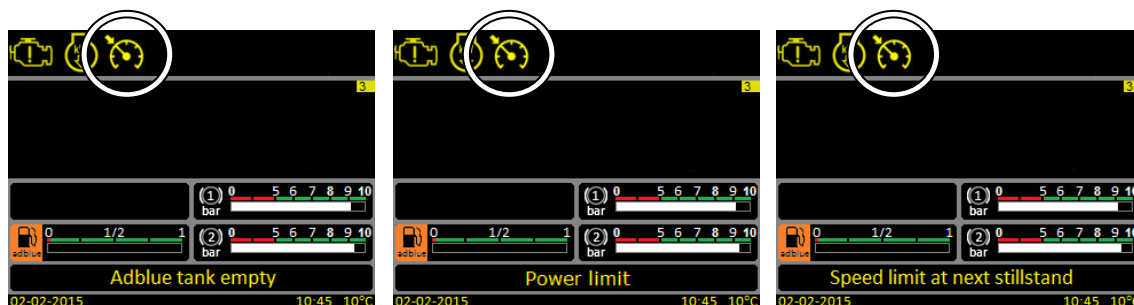 3
0 5 6 7 8 9 10
(1)
bar
0 1/2 1
adblue
0 5 6 7 8 9 10
(2)
bar
Adblue tank empty
02-02-2015 10:45 10°C
3
0 5 6 7 8 9 10
(1)
bar
0 1/2 1
adblue
0 5 6 7 8 9 10
(2)
bar
Power limit
02-02-2015 10:45 10°C
3
0 5 6 7 8 9 10
(1)
bar
0 1/2 1
adblue
0 5 6 7 8 9 10
(2)
bar
Speed limit at next stillstand
02-02-2015 10:45 10°C